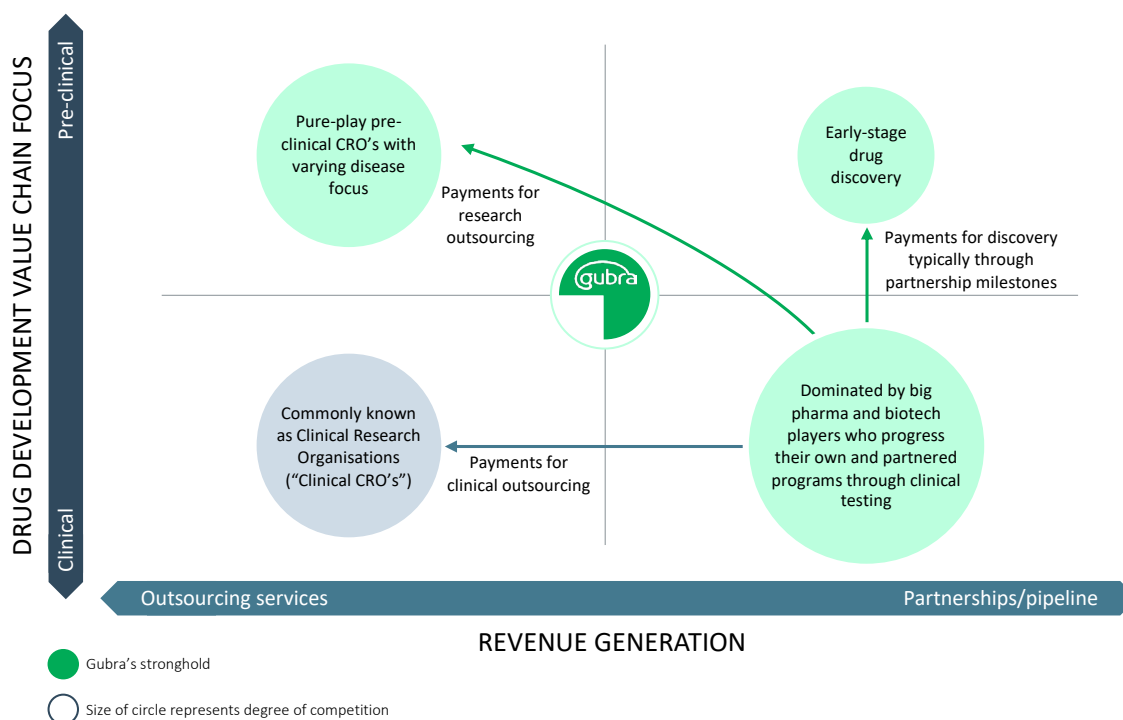 DRUG DEVELOPMENT VALUE CHAIN FOCUS
Pre-clinical
Clinical
Pure-play pre-
clinical CRO's with
varying disease
focus
Early-stage
drug
discovery
Payments for
research
outsourcing
Payments for discovery
typically through
partnership milestones
gubra
Commonly known
as Clinical Research
Organisations
(“Clinical CRO's”)
Payments for
clinical outsourcing
Dominated by big
pharma and biotech
players who progress
their own and partnered
programs through clinical
testing
Outsourcing services
Partnerships/pipeline
REVENUE GENERATION
Gubra's stronghold
Size of circle represents degree of competition